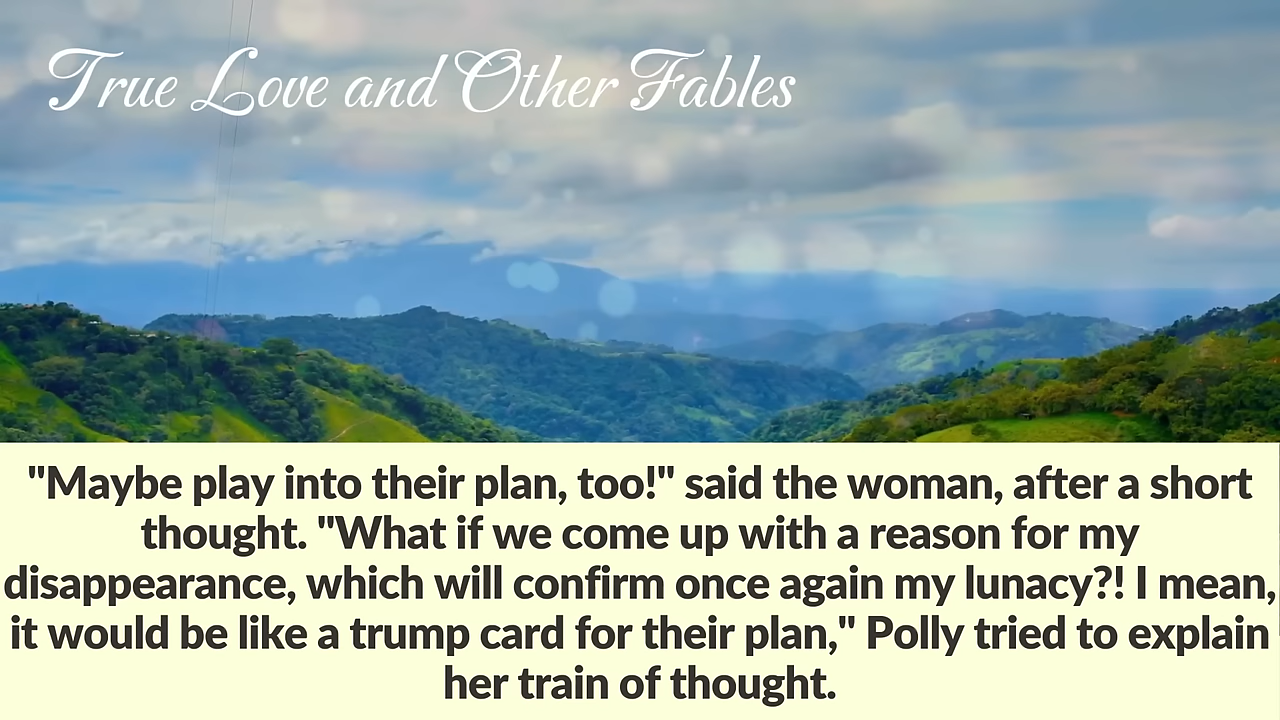 True Love and Other Fables
"Maybe play into their plan, too!" said the woman, after a short
thought. "What if we come up with a reason for my
disappearance, which will confirm once again my lunacy?! I mean,
it would be like a trump card for their plan," Polly tried to explain
her train of thought.